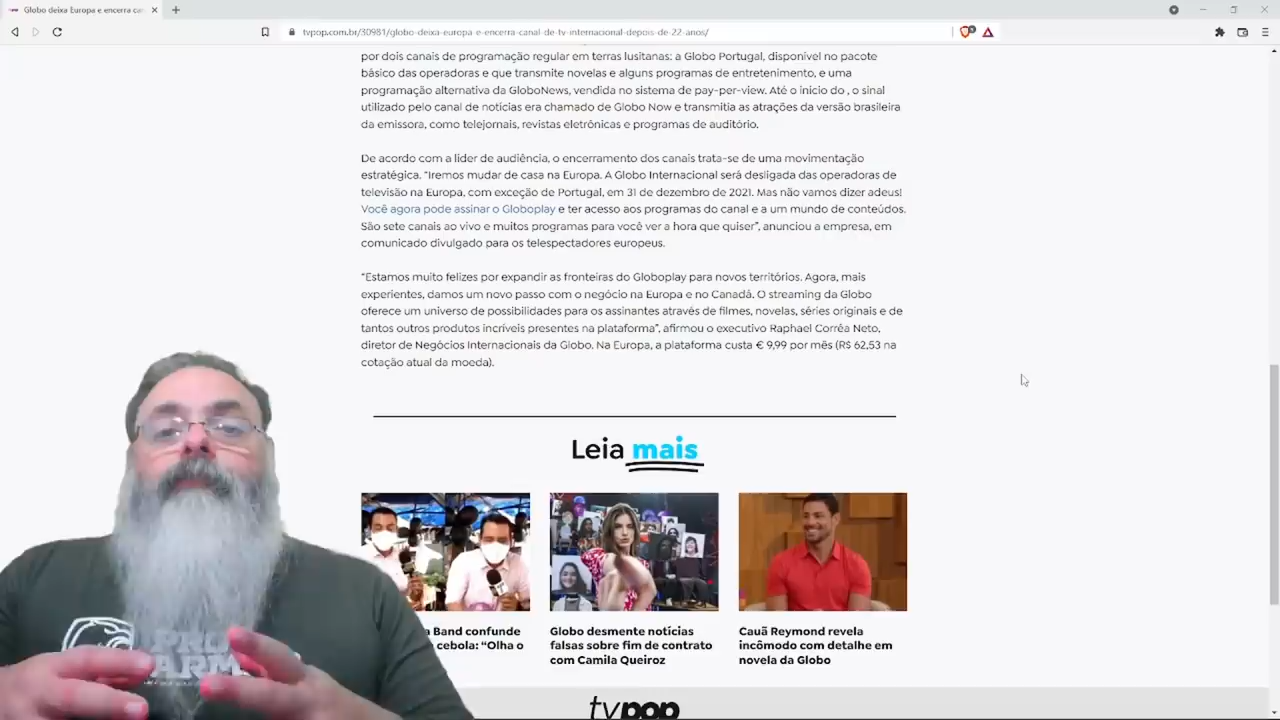 Globo deixa Europa e encerra ca
tvpop.com.br/30981/globo-deixa-europa-e-encerra-canal-de-tv-internacional-depois-de-22-anos/
por dois canais de programação regular em terras lusitanas: a Globo Portugal, disponível no pacote
básico das operadoras e que transmite novelas e alguns programas de entretenimento, e uma
programação alternativa da GloboNews, vendida no sistema de pay-per-view. Até o início do , o sinal
utilizado pelo canal de notícias era chamado de Globo Now e transmitia as atrações da versão brasileira
da emissora, como telejornais, revistas eletrônicas e programas de auditório.
De acordo com a líder de audiência, o encerramento dos canais trata-se de uma movimentação
estratégica. “Iremos mudar de casa na Europa. A Globo Internacional será desligada das operadoras de
televisão na Europa, com exceção de Portugal, em 31 de dezembro de 2021. Mas não vamos dizer adeus!
Você agora pode assinar o Globoplay e ter acesso aos programas do canal e a um mundo de conteúdos.
São sete canais ao vivo e muitos programas para você ver a hora que quiser”, anunciou a empresa, em
comunicado divulgado para os telespectadores europeus.
“Estamos muito felizes por expandir as fronteiras do Globoplay para novos territórios. Agora, mais
experientes, damos um novo passo com o negócio na Europa e no Canadá. O streaming da Globo
oferece um universo de possibilidades para os assinantes através de filmes, novelas, séries originais e de
tantos outros produtos incríveis presentes na plataforma”, afirmou o executivo Raphael Corrêa Neto,
diretor de Negócios Internacionais da Globo. Na Europa, a plataforma custa € 9,99 por mês (R$ 62,53 na
cotação atual da moeda).
Leia mais
a Band confunde
cebola: “Olha o
Globo desmente notícias
falsas sobre fim de contrato
com Camila Queiroz
Cauã Reymond revela
incômodo com detalhe em
novela da Globo
tvpop
PRO
ARM